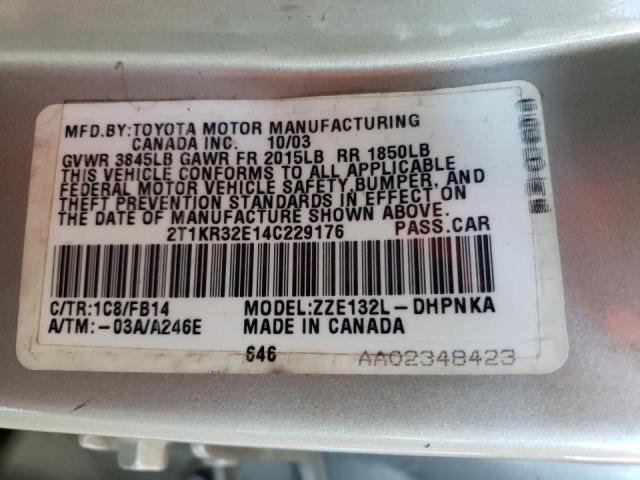 MFD.BY:TOYOTA MOTOR MANUFACTURING
CANADA INC. 10/03
GVWR 3845LB GAWR FR 2015LB RR 1850LB
THIS VEHICLE CONFORMS TO ALL APPLICABLE
FEDERAL MOTOR VEHICLE SAFETY,BUMPER, AND
THEFT PREVENTION STANDARDS IN EFFECT ON
THE DATE OF MANUFACTURE SHOWN ABOVE.
2T1KR32E14C229176 PASS.CAR
C/TR:1C8/FB14 MODEL:ZZE132L-DHPNKA
A/TM:-03A/A246E MADE IN CANADA
646 AA02348423